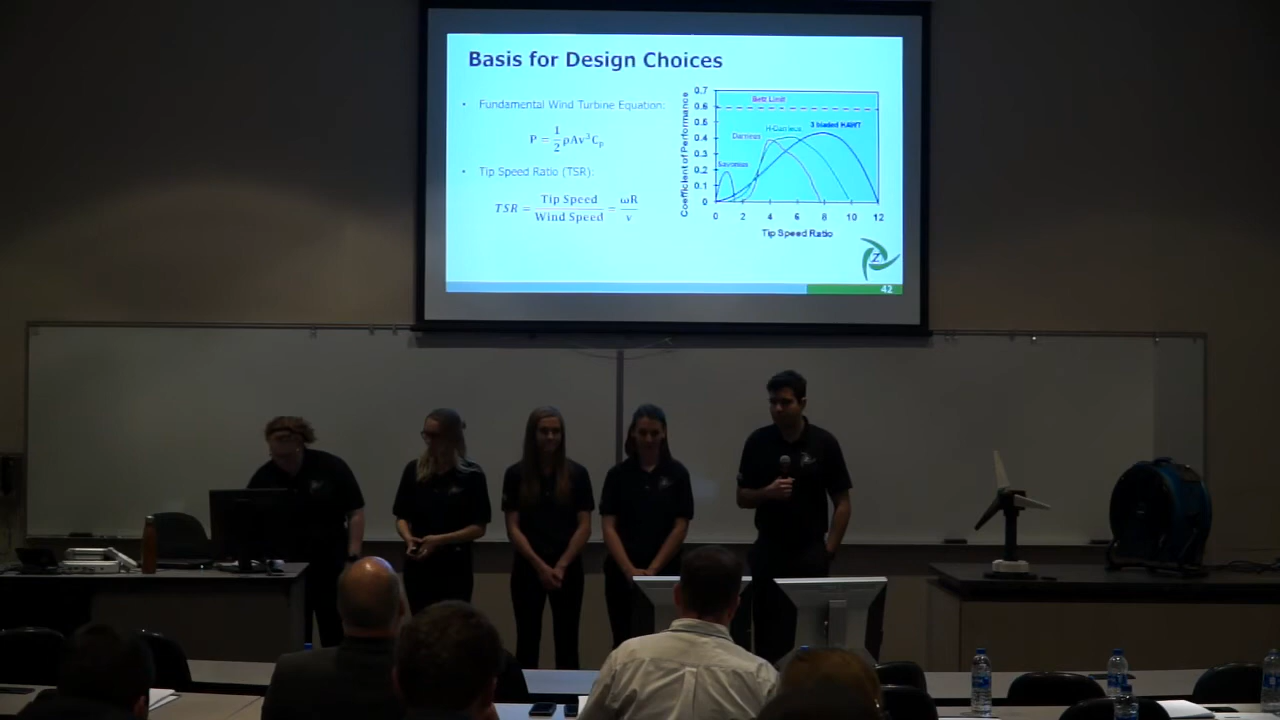 Basis for Design Choices
• Fundamental Wind Turbine Equation:
P = 1/2 ρAv³Cₚ
• Tip Speed Ratio (TSR):
TSR = Tip Speed / Wind Speed = ωR / v
Coefficient of Performance
0.7
0.6
0.5
0.4
0.3
0.2
0.1
0
Betz Limit
3 bladed HAWT
H-Darrieus
Darrieus
Savonius
0 2 4 6 8 10 12
Tip Speed Ratio
Z
42